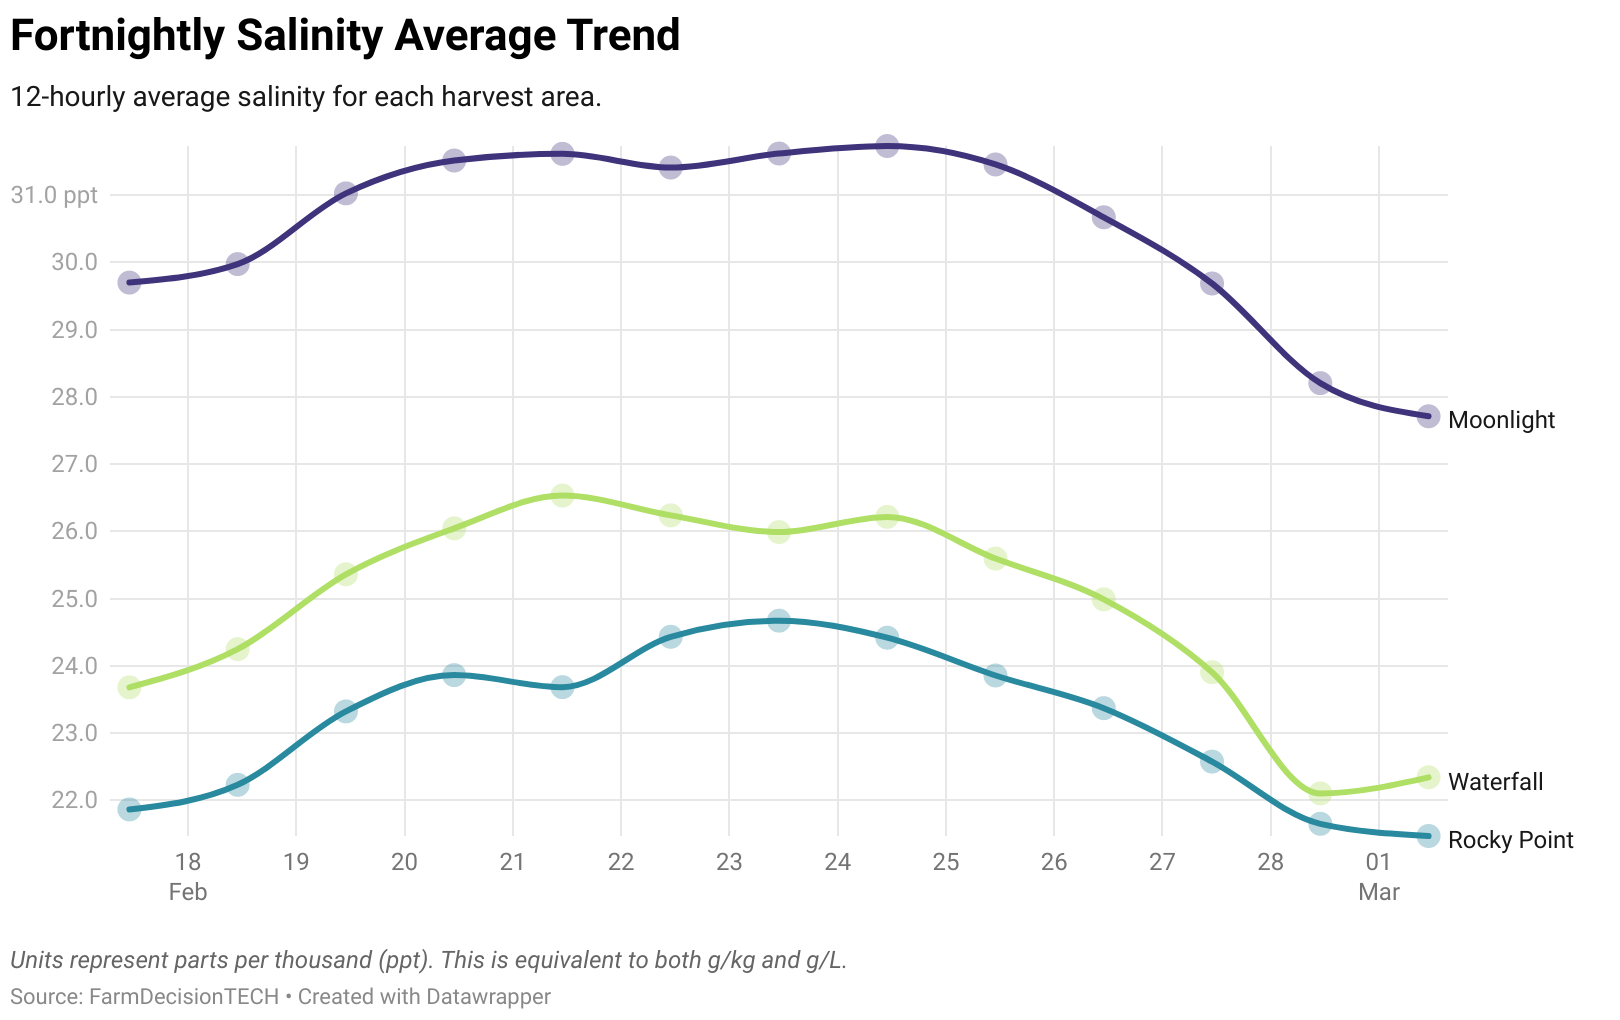 Fortnightly Salinity Average Trend
12-hourly average salinity for each harvest area.
31.0 ppt
30.0
29.0
28.0
Moonlight
27.0
26.0
25.0
24.0
23.0
Waterfall
22.0
Rocky Point
18 19 20 21 22 23 24 25 26 27 28 01
Feb Mar
Units represent parts per thousand (ppt). This is equivalent to both g/kg and g/L.
Source: FarmDecisionTECH • Created with Datawrapper